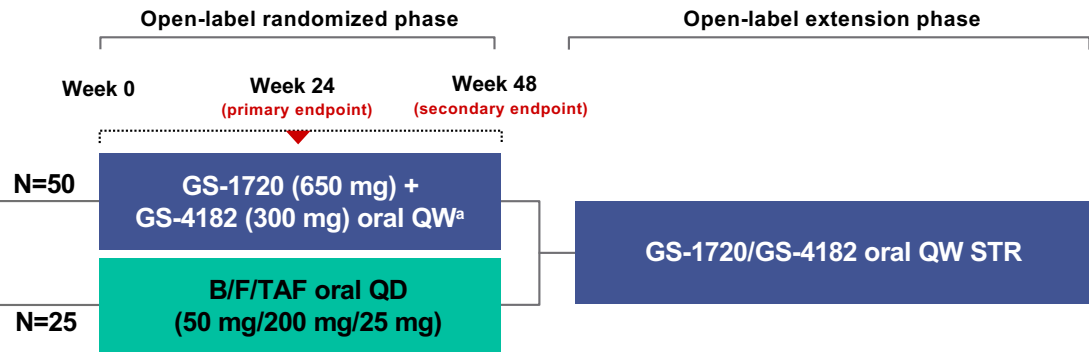 Open-label randomized phase
Open-label extension phase
Week 0
Week 24
(primary endpoint)
Week 48
(secondary endpoint)
N=50
GS-1720 (650 mg) +
GS-4182 (300 mg) oral QWᵃ
GS-1720/GS-4182 oral QW STR
N=25
B/F/TAF oral QD
(50 mg/200 mg/25 mg)